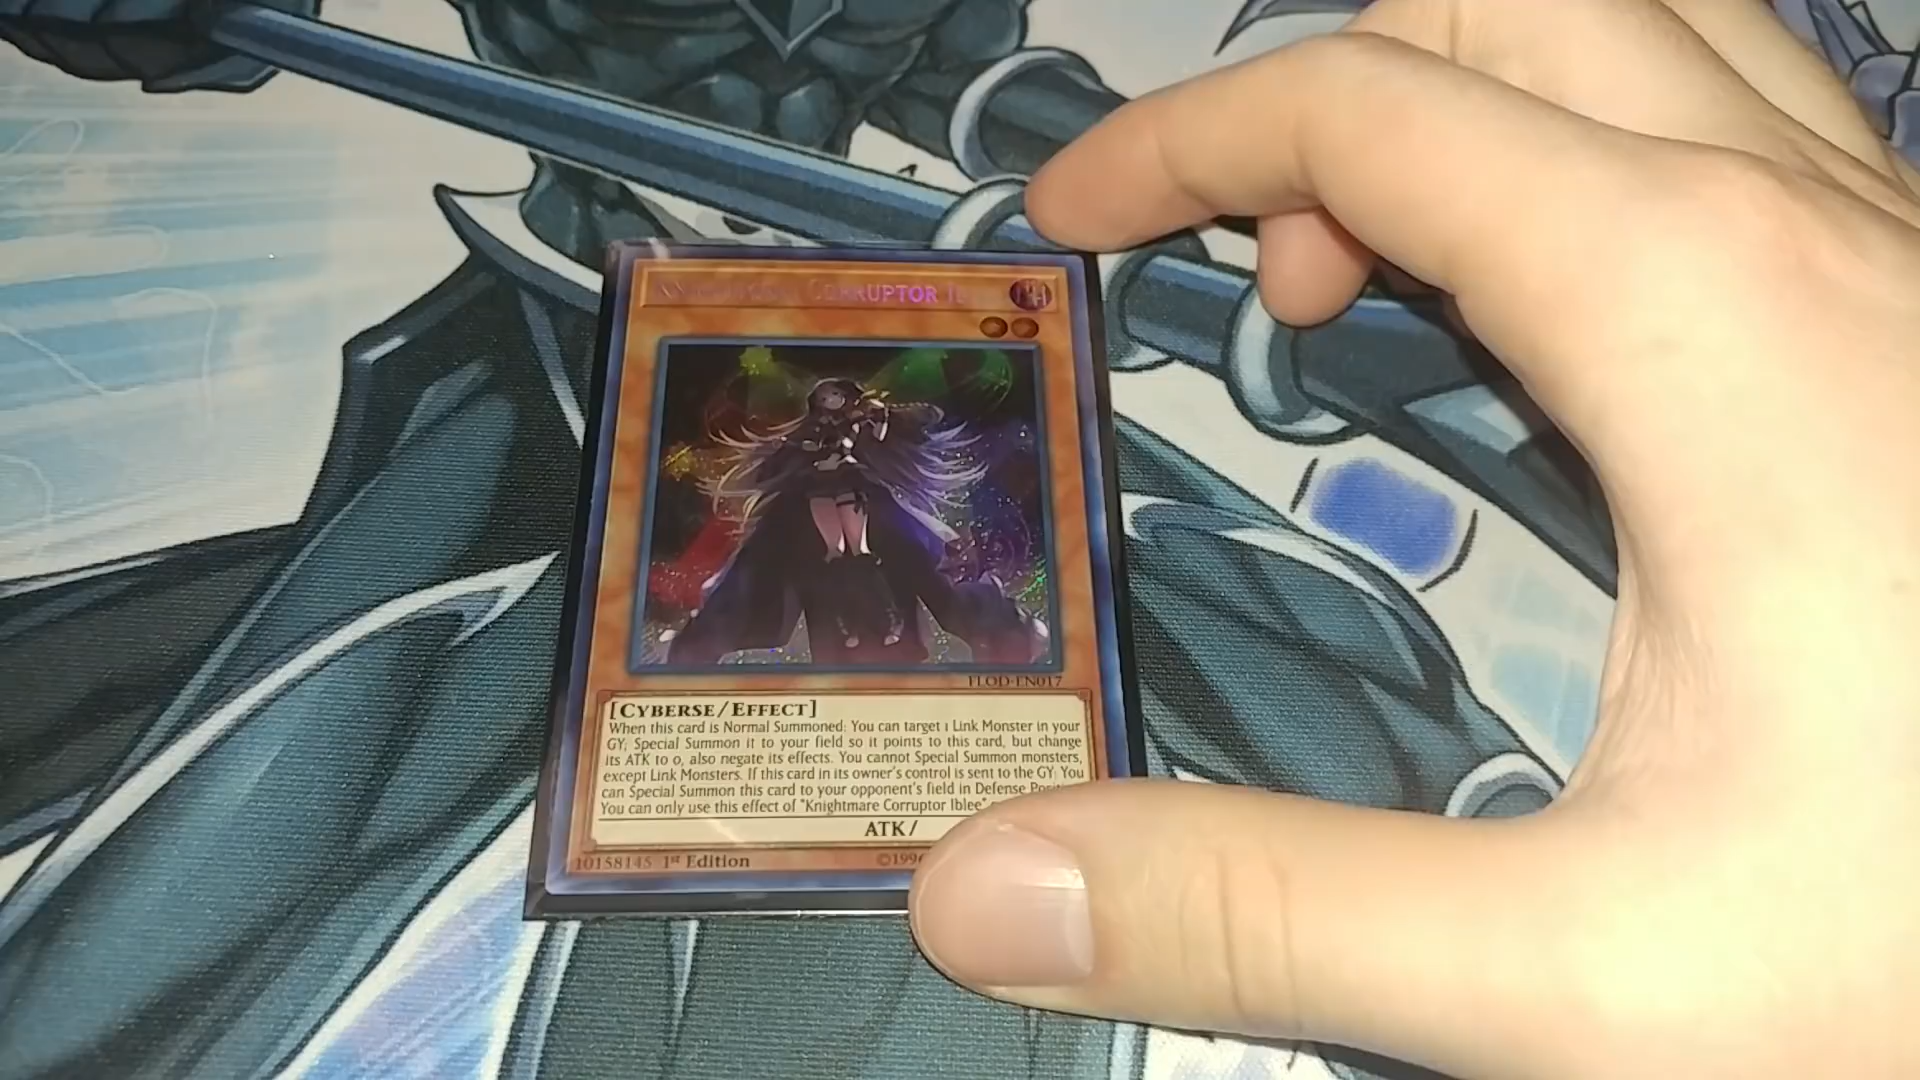 CORRUPTOR
FLOD-EN017
[CYBERSE/EFFECT]
When this card is Normal Summoned: You can target 1 Link Monster in your
GY; Special Summon it to your field so it points to this card, but change
its ATK to 0, also negate its effects. You cannot Special Summon monsters,
except Link Monsters. If this card in its owner's control is sent to the GY: You
can Special Summon this card to your opponent's field in Defense
You can only use this effect of "Knightmare Corruptor Iblee"
ATK/
10158145 1st Edition
©1996